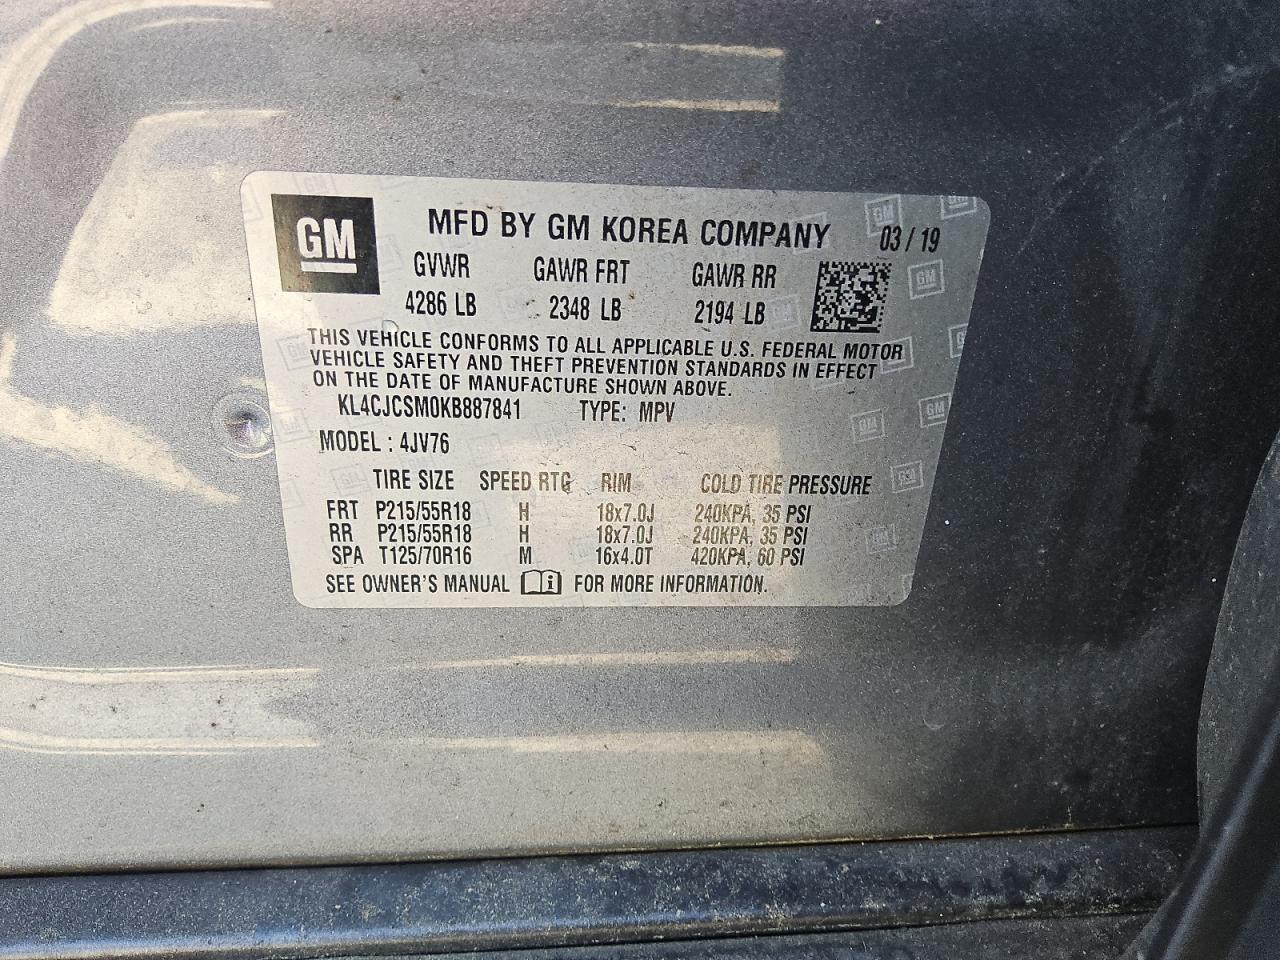 GM
MFD BY GM KOREA COMPANY 03/19
GVWR GAWR FRT GAWR RR
4286 LB 2348 LB 2194 LB
THIS VEHICLE CONFORMS TO ALL APPLICABLE U.S. FEDERAL MOTOR
VEHICLE SAFETY AND THEFT PREVENTION STANDARDS IN EFFECT
ON THE DATE OF MANUFACTURE SHOWN ABOVE.
KL4CJCSM0KB887841 TYPE: MPV
MODEL : 4JV76
TIRE SIZE SPEED RTG RIM COLD TIRE PRESSURE
FRT P215/55R18 H 18x7.0J 240KPA, 35 PSI
RR P215/55R18 H 18x7.0J 240KPA, 35 PSI
SPA T125/70R16 M 16x4.0T 420KPA, 60 PSI
SEE OWNER'S MANUAL FOR MORE INFORMATION.